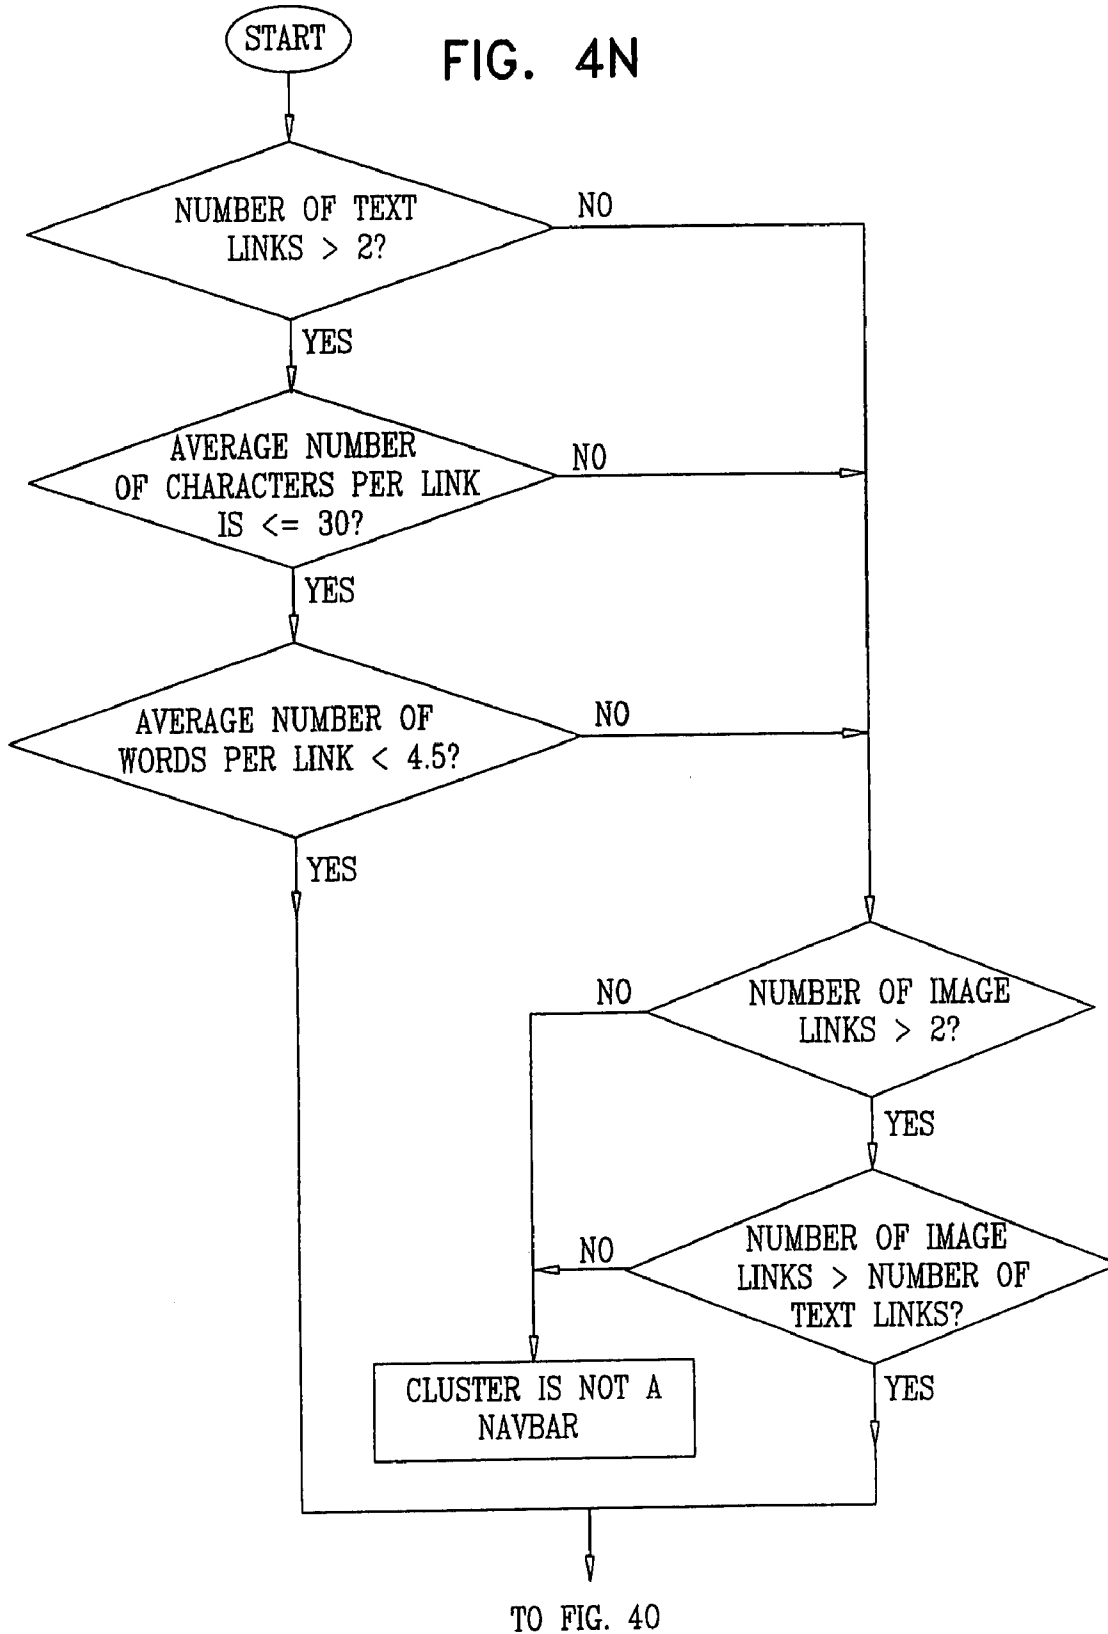 START
FIG. 4N
NUMBER OF TEXT
LINKS > 2?
NO
YES
AVERAGE NUMBER
OF CHARACTERS PER LINK
IS <= 30?
NO
YES
AVERAGE NUMBER OF
WORDS PER LINK < 4.5?
NO
YES
NUMBER OF IMAGE
LINKS > 2?
NO
YES
NUMBER OF IMAGE
LINKS > NUMBER OF
TEXT LINKS?
NO
YES
CLUSTER IS NOT A
NAVBAR
TO FIG. 4O